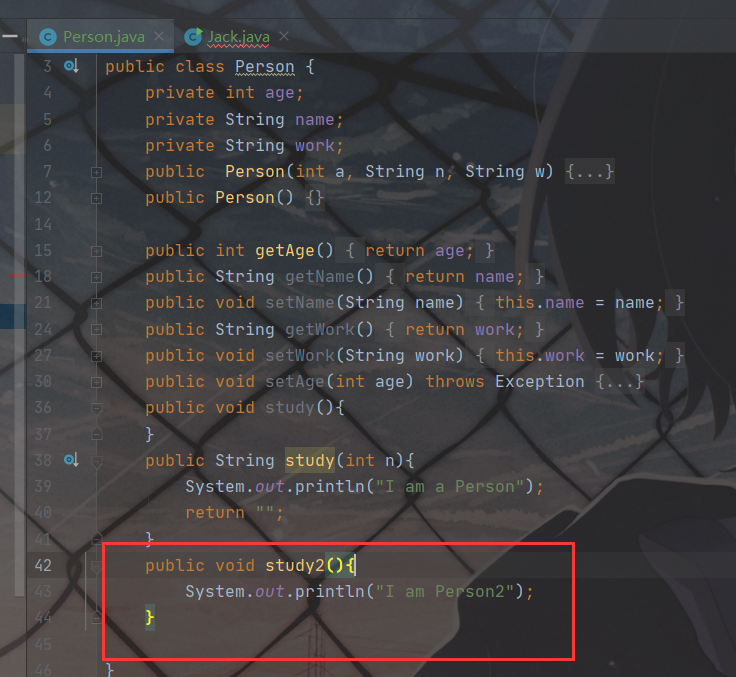 Person.java Jack.java
3 public class Person {
4 private int age;
5 private String name;
6 private String work;
7 public Person(int a, String n, String w) {...}
12 public Person() {}
14
15 public int getAge() { return age; }
18 public String getName() { return name; }
21 public void setName(String name) { this.name = name; }
24 public String getWork() { return work; }
27 public void setWork(String work) { this.work = work; }
30 public void setAge(int age) throws Exception {...}
36 public void study(){
37 }
38 public String study(int n){
39 System.out.println("I am a Person");
40 return "";
41 }
42 public void study2(){
43 System.out.println("I am Person2");
44 }
45
46 }